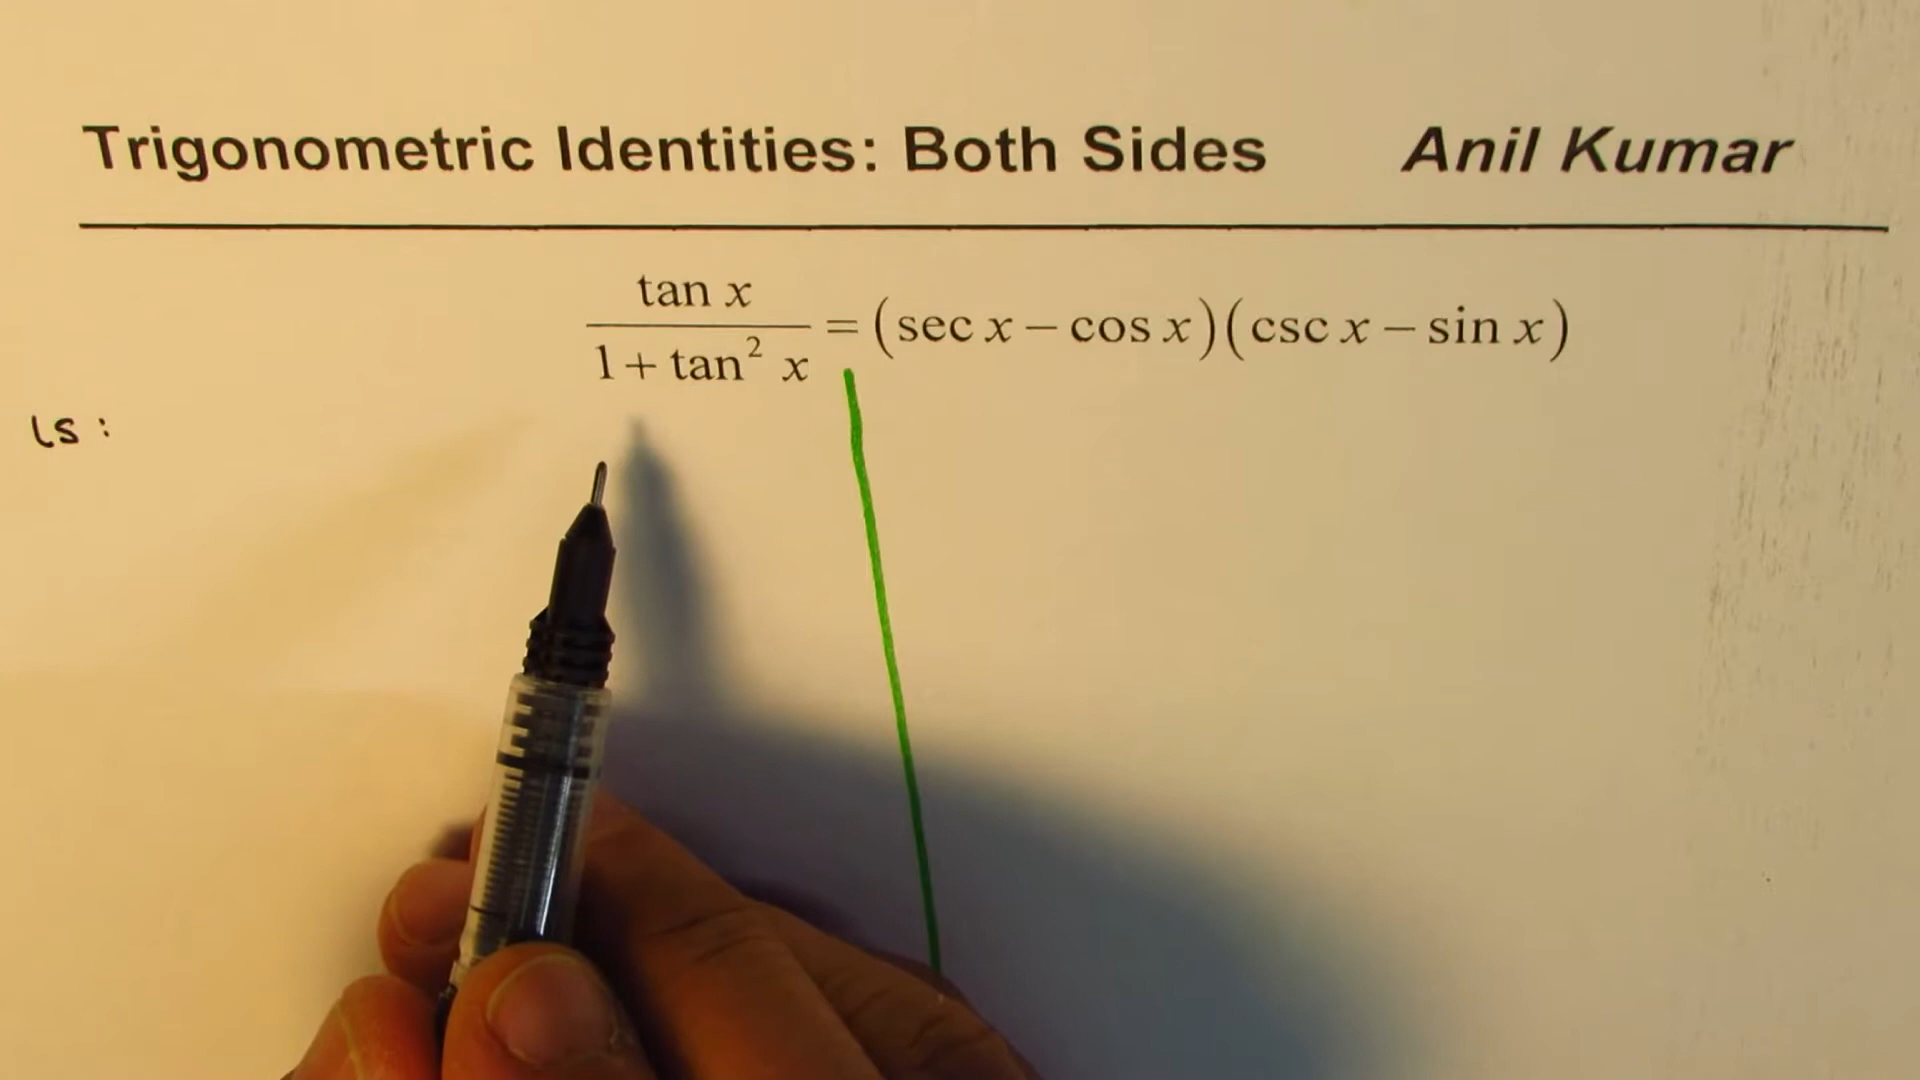 Trigonometric Identities: Both Sides Anil Kumar
tan x / 1 + tan² x = (sec x − cos x)(csc x − sin x)
LS :